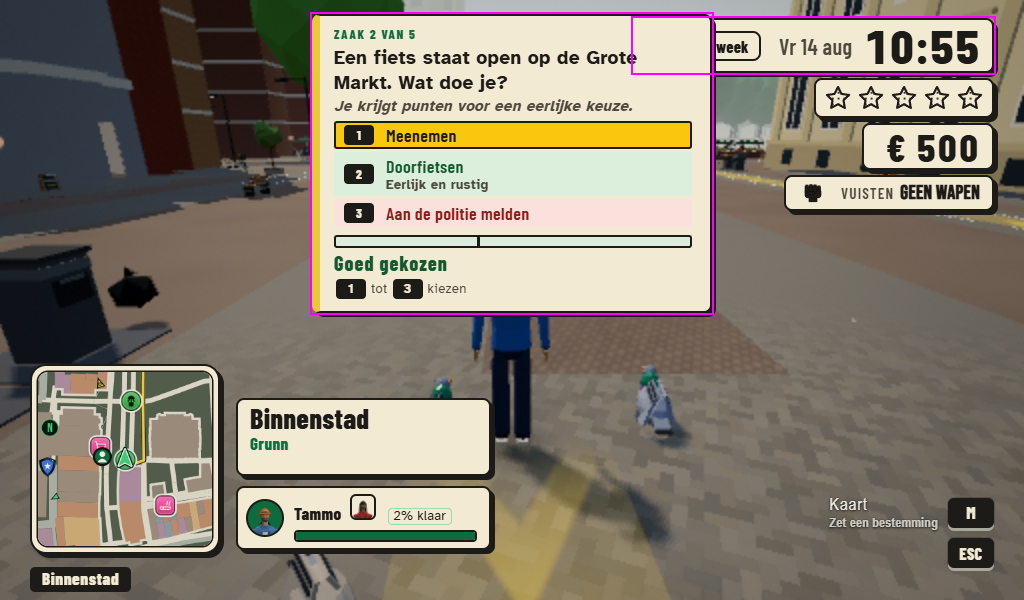 ZAAK 2 VAN 5
Een fiets staat open op de Grote
Markt. Wat doe je?
Je krijgt punten voor een eerlijke keuze.
1 Meenemen
2 Doorfietsen
Eerlijk en rustig
3 Aan de politie melden
Goed gekozen
1 tot 3 kiezen
week Vr 14 aug 10:55
€ 500
VUISTEN GEEN WAPEN
N
Binnenstad
Grunn
Tammo 2% klaar
Binnenstad
Kaart
Zet een bestemming
M
ESC